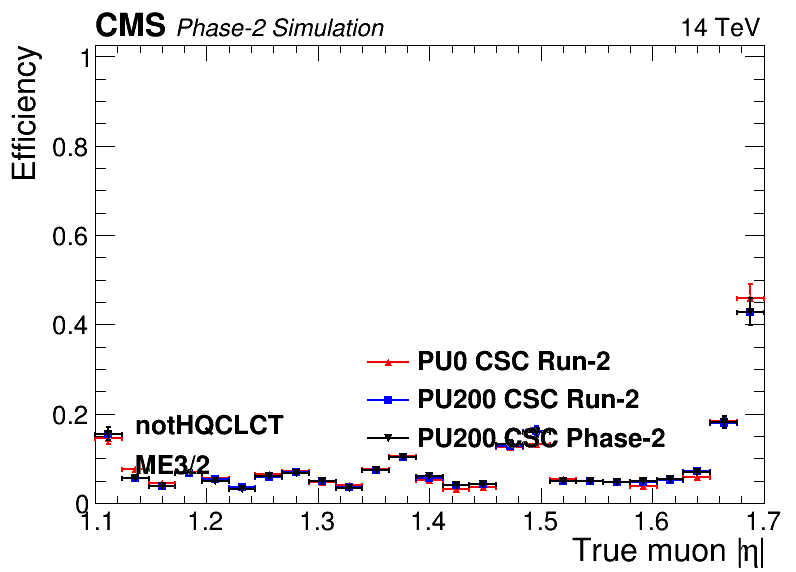 CMS Phase-2 Simulation 14 TeV
Efficiency
1
0.8
0.6
0.4
0.2
0
PU0 CSC Run-2
PU200 CSC Run-2
PU200 CSC Phase-2
notHQCLCT
ME3/2
1.1 1.2 1.3 1.4 1.5 1.6 1.7
True muon |η|